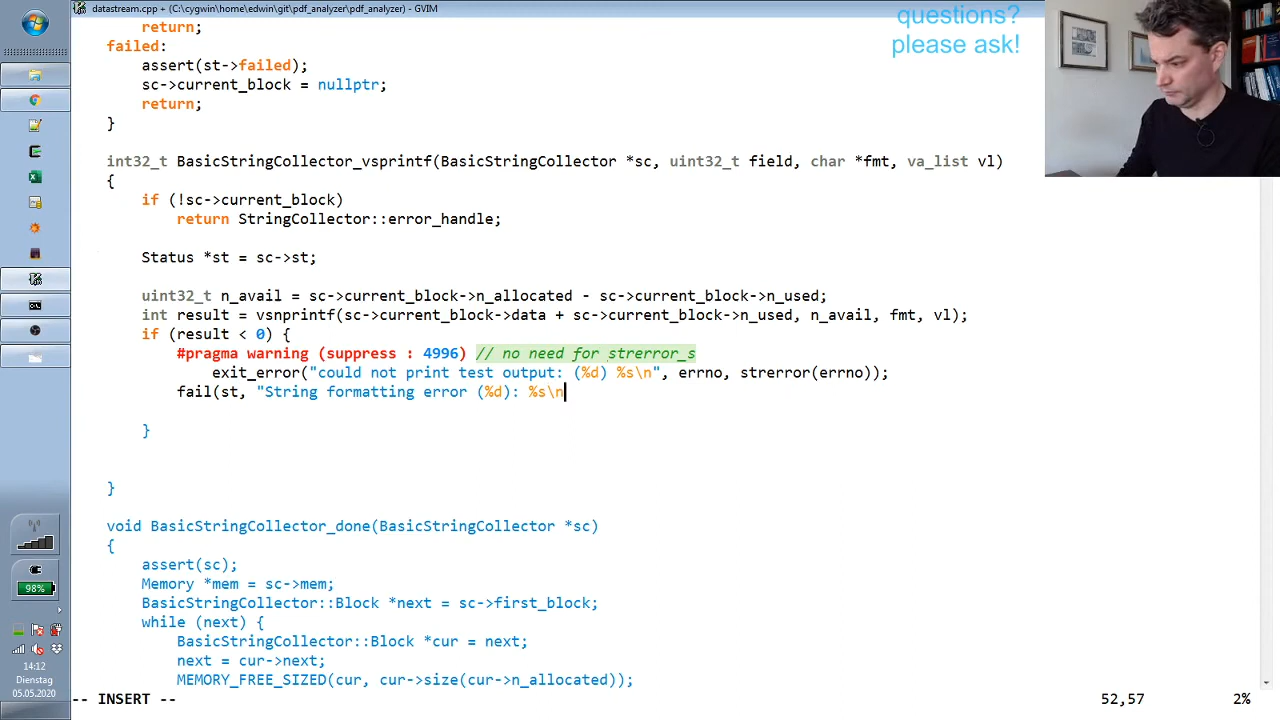 datastream.cpp + (C:\cygwin\home\edwin\git\pdf_analyzer\pdf_analyzer) - GVIM
questions?
please ask!
return;
failed:
assert(st->failed);
sc->current_block = nullptr;
return;
}
int32_t BasicStringCollector_vsprintf(BasicStringCollector *sc, uint32_t field, char *fmt, va_list vl)
{
if (!sc->current_block)
return StringCollector::error_handle;
Status *st = sc->st;
uint32_t n_avail = sc->current_block->n_allocated - sc->current_block->n_used;
int result = vsnprintf(sc->current_block->data + sc->current_block->n_used, n_avail, fmt, vl);
if (result < 0) {
#pragma warning (suppress : 4996) // no need for strerror_s
exit_error("could not print test output: (%d) %s\n", errno, strerror(errno));
fail(st, "String formatting error (%d): %s\n
}
}
void BasicStringCollector_done(BasicStringCollector *sc)
{
assert(sc);
Memory *mem = sc->mem;
BasicStringCollector::Block *next = sc->first_block;
while (next) {
BasicStringCollector::Block *cur = next;
next = cur->next;
MEMORY_FREE_SIZED(cur, cur->size(cur->n_allocated));
-- INSERT --
52,57
2%
98%
14:12
Dienstag
05.05.2020